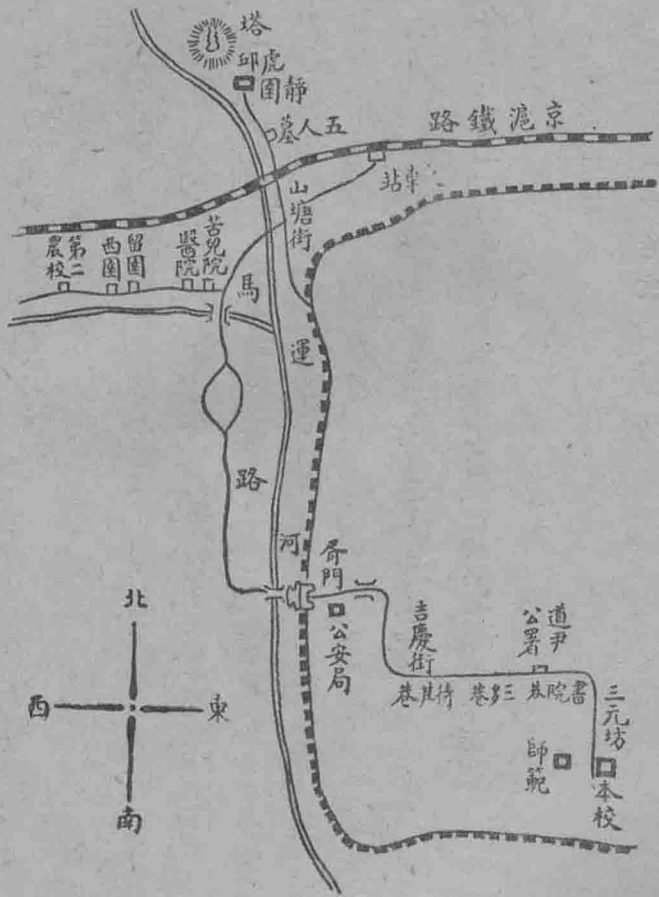 塔
虎邱
靜園
五人墓
京滬鐵路
車站
山塘街
苦兒院
醫院
留園
西園
第二
農校
馬路
運河
胥門
公安局
吉慶街
道尹
公署
書院巷
三多巷
侍其巷
三元坊
本校
師範
北
西
東
南